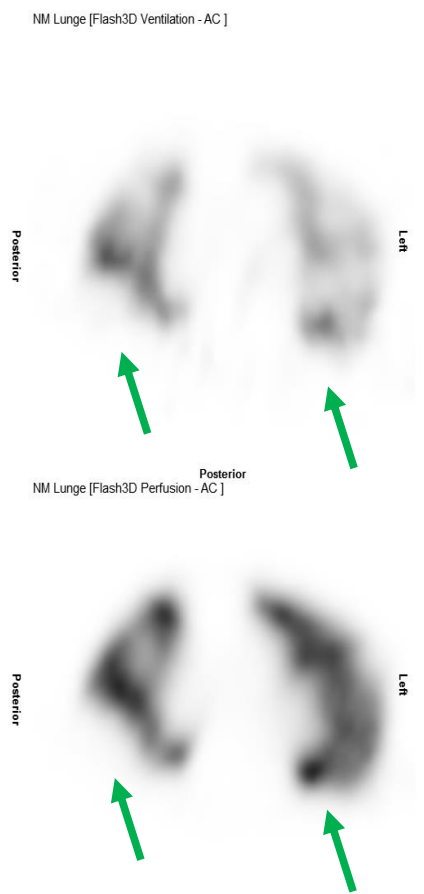 NM Lunge [Flash3D Ventilation - AC ]
Posterior
Left
Posterior
NM Lunge [Flash3D Perfusion - AC ]
Posterior
Left